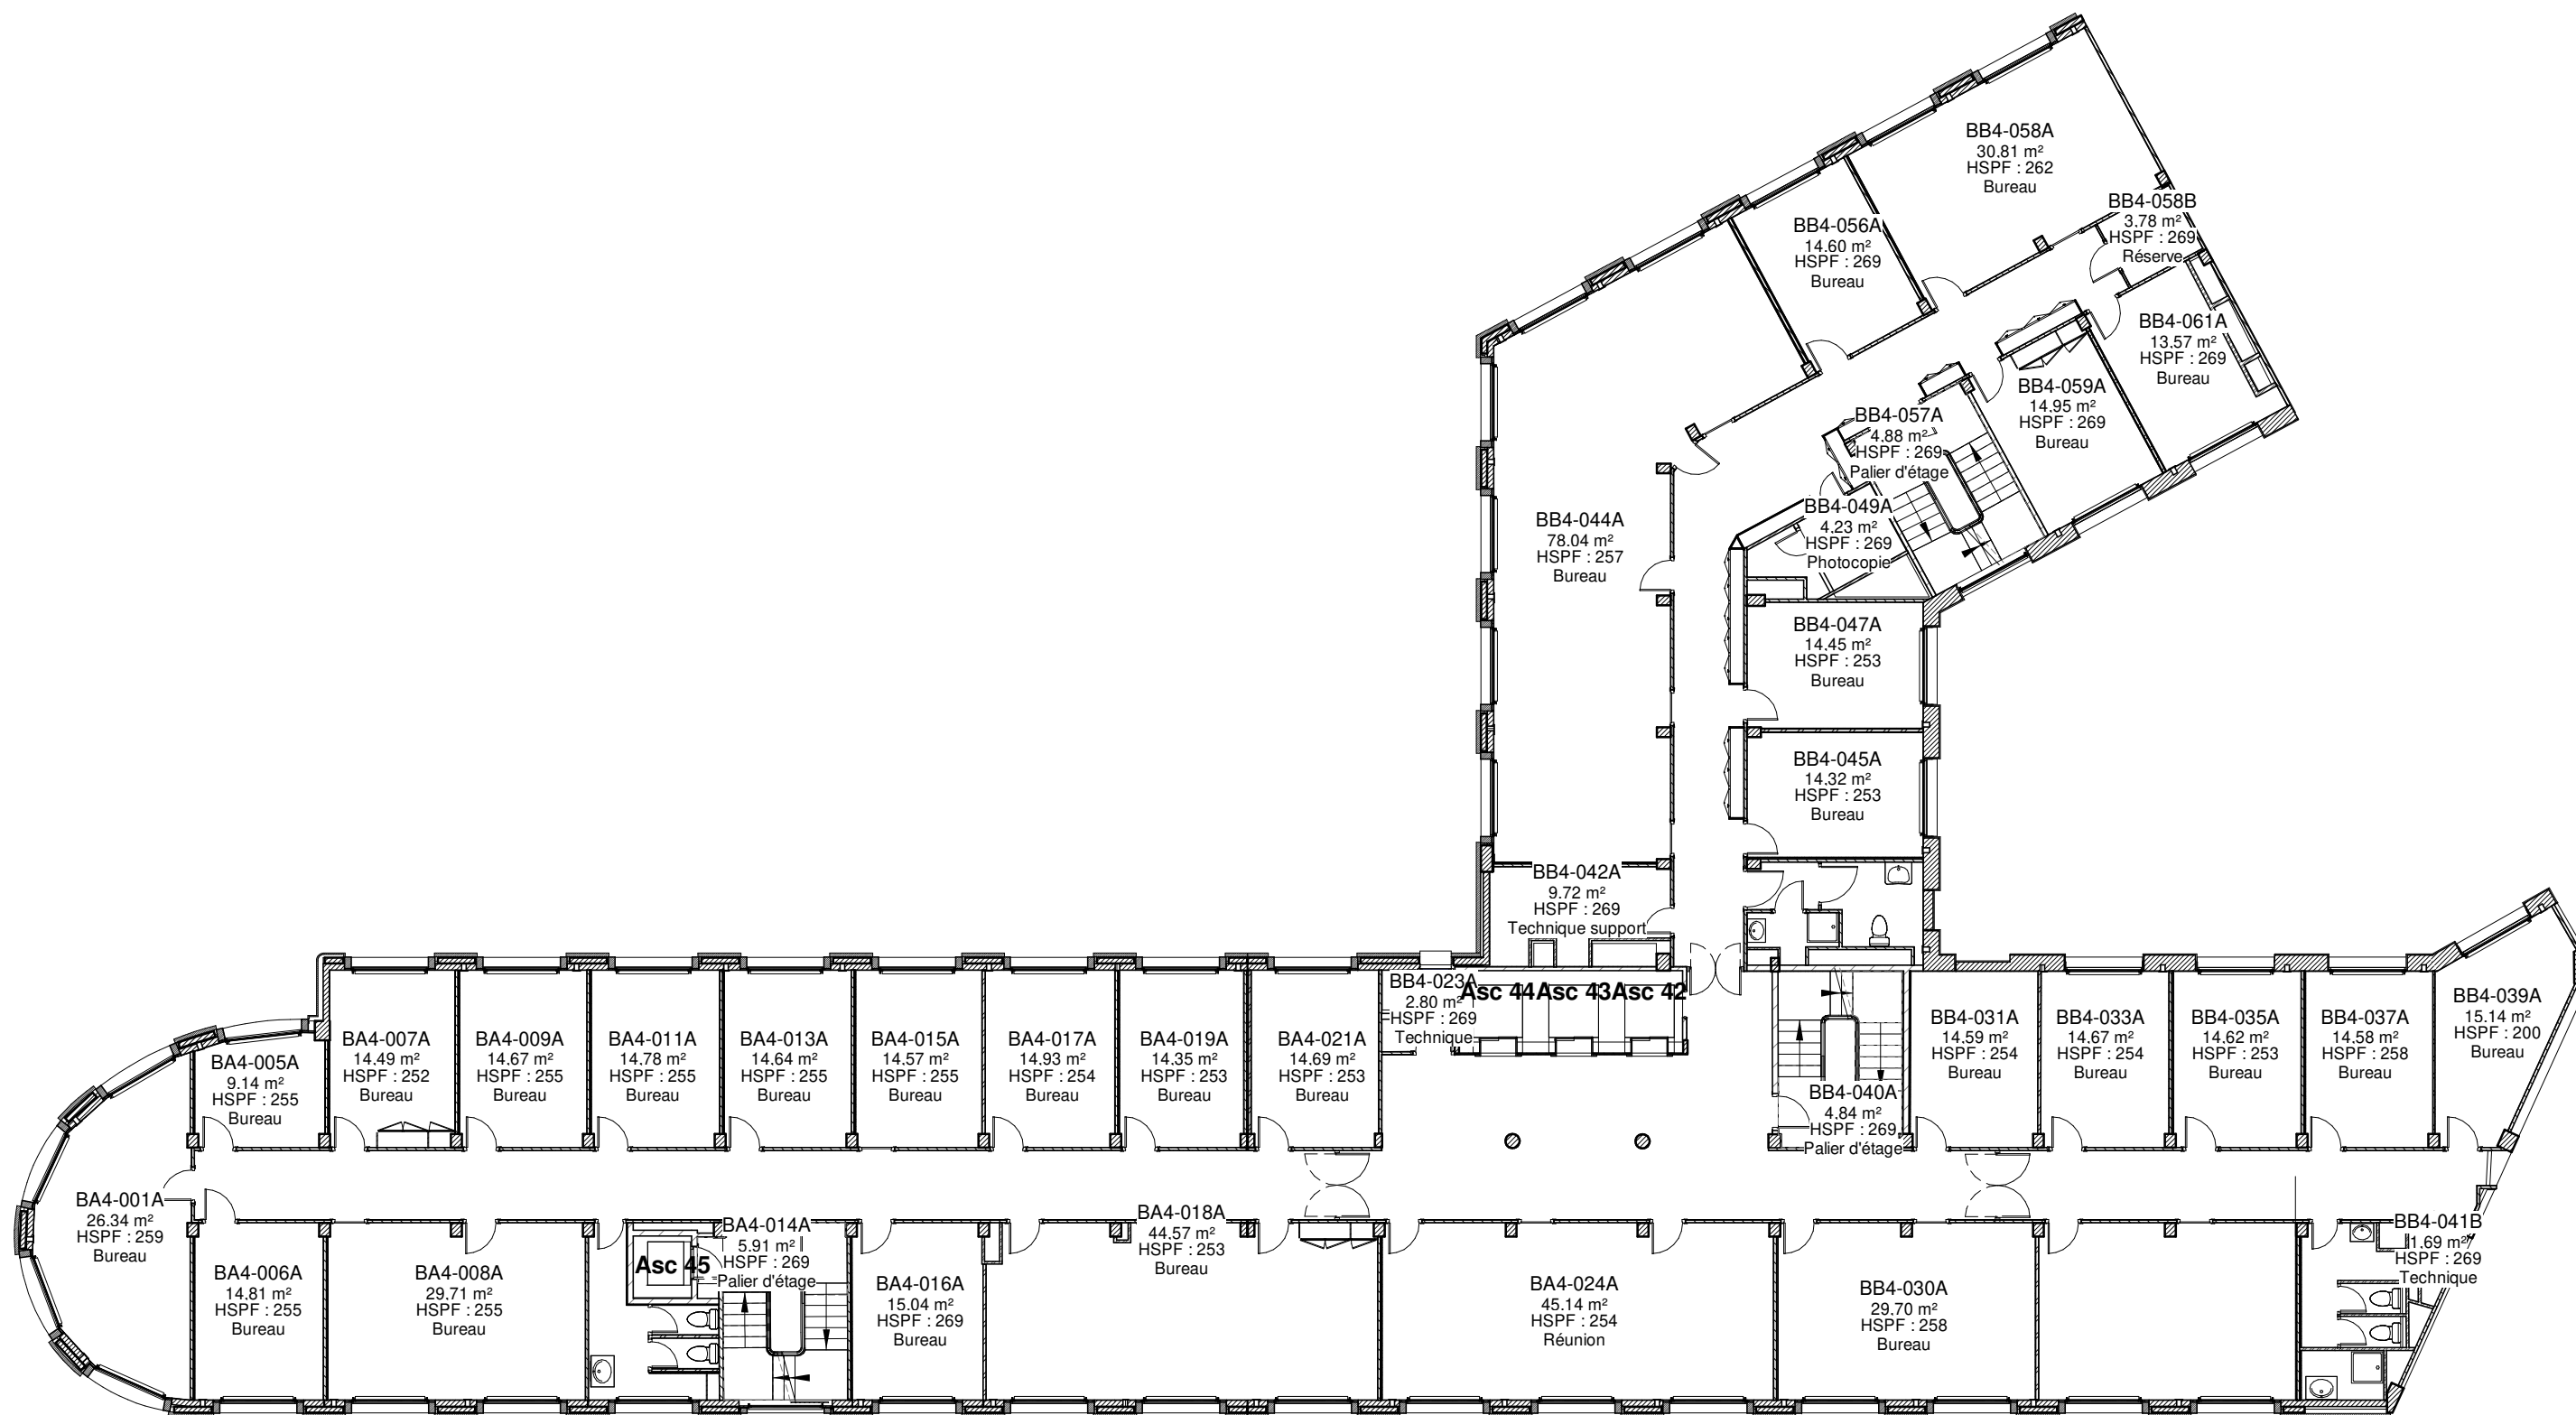 BB4-058A
30.81 m²
HSPF : 262
Bureau
BB4-058B
3.78 m²
HSPF : 269
Réserve
BB4-056A
14.60 m²
HSPF : 269
Bureau
BB4-061A
13.57 m²
HSPF : 269
Bureau
BB4-059A
14.95 m²
HSPF : 269
Bureau
BB4-057A
4.88 m²
HSPF : 269
Palier d'étage
BB4-049A
4.23 m²
HSPF : 269
Photocopie
BB4-044A
78.04 m²
HSPF : 257
Bureau
BB4-047A
14.45 m²
HSPF : 253
Bureau
BB4-045A
14.32 m²
HSPF : 253
Bureau
BB4-042A
9.72 m²
HSPF : 269
Technique support
BB4-023A
2.80 m²
HSPF : 269
Technique
Asc 44
Asc 43
Asc 42
BA4-005A
9.14 m²
HSPF : 255
Bureau
BA4-007A
14.49 m²
HSPF : 252
Bureau
BA4-009A
14.67 m²
HSPF : 255
Bureau
BA4-011A
14.78 m²
HSPF : 255
Bureau
BA4-013A
14.64 m²
HSPF : 255
Bureau
BA4-015A
14.57 m²
HSPF : 255
Bureau
BA4-017A
14.93 m²
HSPF : 254
Bureau
BA4-019A
14.35 m²
HSPF : 253
Bureau
BA4-021A
14.69 m²
HSPF : 253
Bureau
BB4-040A
4.84 m²
HSPF : 269
Palier d'étage
BB4-031A
14.59 m²
HSPF : 254
Bureau
BB4-033A
14.67 m²
HSPF : 254
Bureau
BB4-035A
14.62 m²
HSPF : 253
Bureau
BB4-037A
14.58 m²
HSPF : 258
Bureau
BB4-039A
15.14 m²
HSPF : 200
Bureau
BA4-001A
26.34 m²
HSPF : 259
Bureau
BA4-006A
14.81 m²
HSPF : 255
Bureau
BA4-008A
29.71 m²
HSPF : 255
Bureau
Asc 45
BA4-014A
5.91 m²
HSPF : 269
Palier d'étage
BA4-016A
15.04 m²
HSPF : 269
Bureau
BA4-018A
44.57 m²
HSPF : 253
Bureau
BA4-024A
45.14 m²
HSPF : 254
Réunion
BB4-030A
29.70 m²
HSPF : 258
Bureau
BB4-041B
1.69 m²
HSPF : 269
Technique